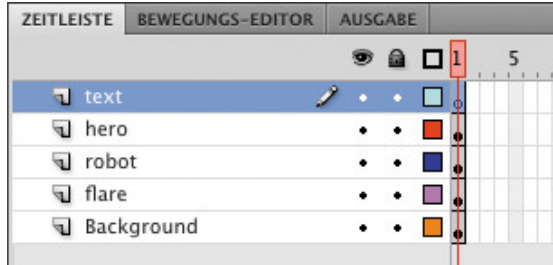 ZEITLEISTE BEWEGUNGS-EDITOR AUSGABE
1 5
text
hero
robot
flare
Background